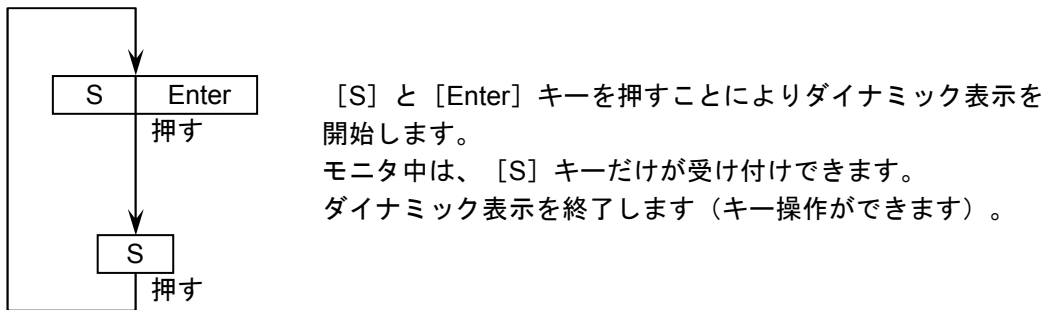 S Enter
押す
［S］と［Enter］キーを押すことによりダイナミック表示を
開始します。
モニタ中は、［S］キーだけが受け付けできます。
ダイナミック表示を終了します（キー操作ができます）。
S
押す